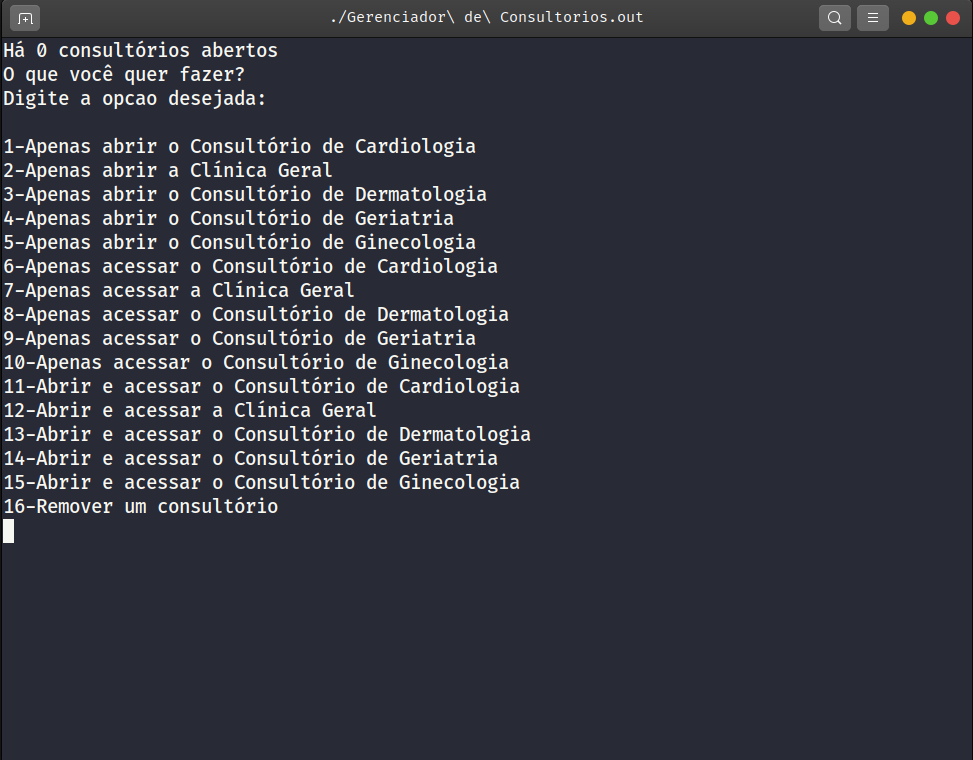 ./Gerenciador\ de\ Consultorios.out
Há 0 consultórios abertos
O que você quer fazer?
Digite a opcao desejada:
1-Apenas abrir o Consultório de Cardiologia
2-Apenas abrir a Clínica Geral
3-Apenas abrir o Consultório de Dermatologia
4-Apenas abrir o Consultório de Geriatria
5-Apenas abrir o Consultório de Ginecologia
6-Apenas acessar o Consultório de Cardiologia
7-Apenas acessar a Clínica Geral
8-Apenas acessar o Consultório de Dermatologia
9-Apenas acessar o Consultório de Geriatria
10-Apenas acessar o Consultório de Ginecologia
11-Abrir e acessar o Consultório de Cardiologia
12-Abrir e acessar a Clínica Geral
13-Abrir e acessar o Consultório de Dermatologia
14-Abrir e acessar o Consultório de Geriatria
15-Abrir e acessar o Consultório de Ginecologia
16-Remover um consultório